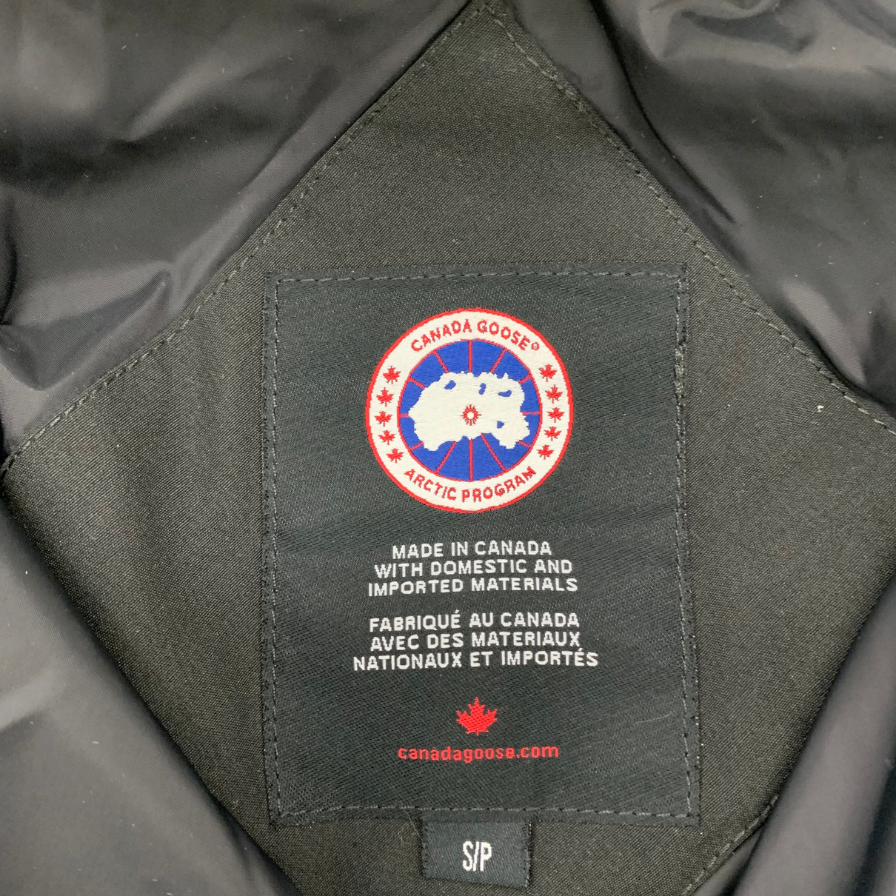 CANADA GOOSE®
ARCTIC PROGRAM
MADE IN CANADA
WITH DOMESTIC AND
IMPORTED MATERIALS
FABRIQUÉ AU CANADA
AVEC DES MATERIAUX
NATIONAUX ET IMPORTÉS
canadagoose.com
S/P